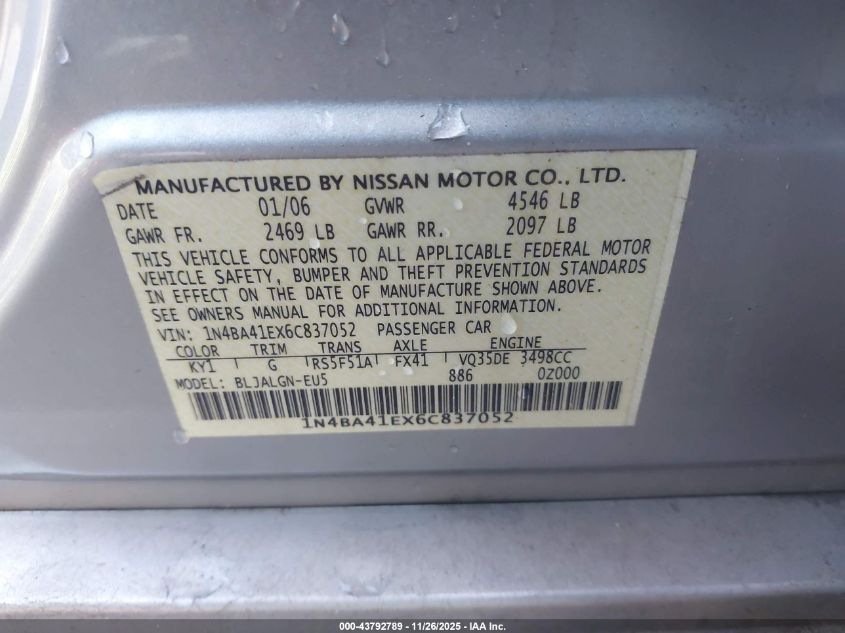 MANUFACTURED BY NISSAN MOTOR CO., LTD.
DATE 01/06 GVWR 4546 LB
GAWR FR. 2469 LB GAWR RR. 2097 LB
THIS VEHICLE CONFORMS TO ALL APPLICABLE FEDERAL MOTOR
VEHICLE SAFETY, BUMPER AND THEFT PREVENTION STANDARDS
IN EFFECT ON THE DATE OF MANUFACTURE SHOWN ABOVE.
SEE OWNERS MANUAL FOR ADDITIONAL INFORMATION.
VIN: 1N4BA41EX6C837052 PASSENGER CAR
COLOR TRIM TRANS AXLE ENGINE
KY1 G RS5F51A FX41 VQ35DE 3498CC
MODEL: BLJALGN-EU5 886 0Z000
1N4BA41EX6C837052
000-43792789 - 11/26/2025 - IAA Inc.